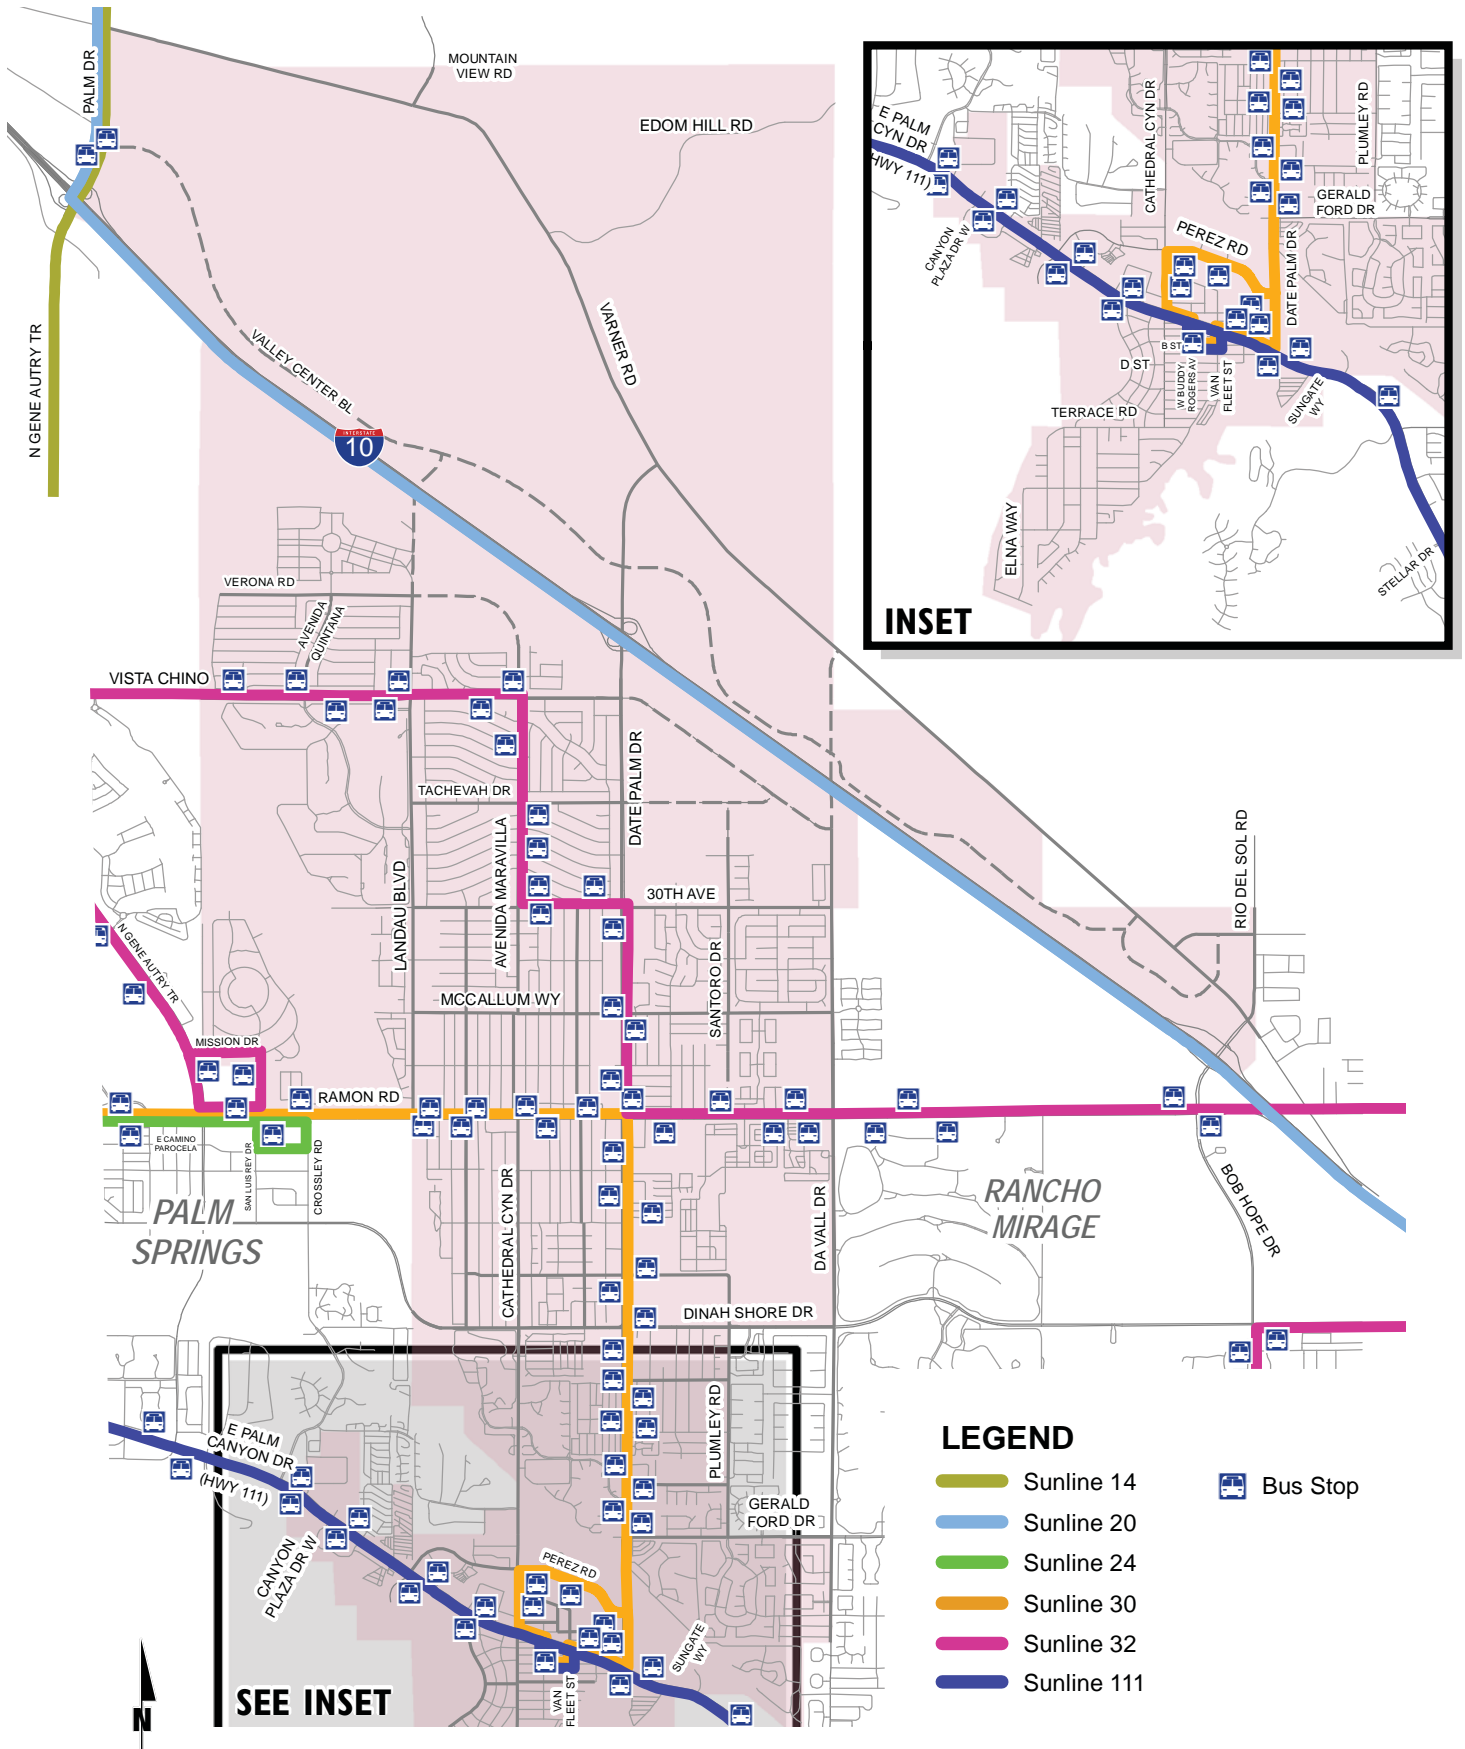 PALM DR
MOUNTAIN
VIEW RD
EDOM HILL RD
N GENE AUTRY TR
VALLEY CENTER BL
VARNER RD
INTERSTATE
10
VERONA RD
AVENIDA
QUINTANA
VISTA CHINO
TACHEVAH DR
DATE PALM DR
AVENIDA MARAVILLA
LANDAU BLVD
30TH AVE
SANTORO DR
MCCALLUM WY
RIO DEL SOL RD
N GENE AUTRY TR
MISSION DR
RAMON RD
E CAMINO
PAROCELA
SAN LUIS REY DR
CROSSLEY RD
PALM
SPRINGS
CATHEDRAL CYN DR
DA VALL DR
RANCHO
MIRAGE
BOB HOPE DR
DINAH SHORE DR
PLUMLEY RD
E PALM
CANYON DR
(HWY 111)
CANYON
PLAZA DR W
GERALD
FORD DR
PEREZ RD
SUNGATE
WY
VAN
FLEET ST
SEE INSET
N
E PALM
CYN DR
(HWY 111)
CATHEDRAL CYN DR
PLUMLEY RD
GERALD
FORD DR
CANYON
PLAZA DR W
PEREZ RD
DATE PALM DR
B ST
D ST
W BUDDY
ROGERS AV
VAN
FLEET ST
SUNGATE
WY
TERRACE RD
ELNA WAY
STELLAR DR
INSET
LEGEND
Sunline 14
Sunline 20
Sunline 24
Sunline 30
Sunline 32
Sunline 111
Bus Stop